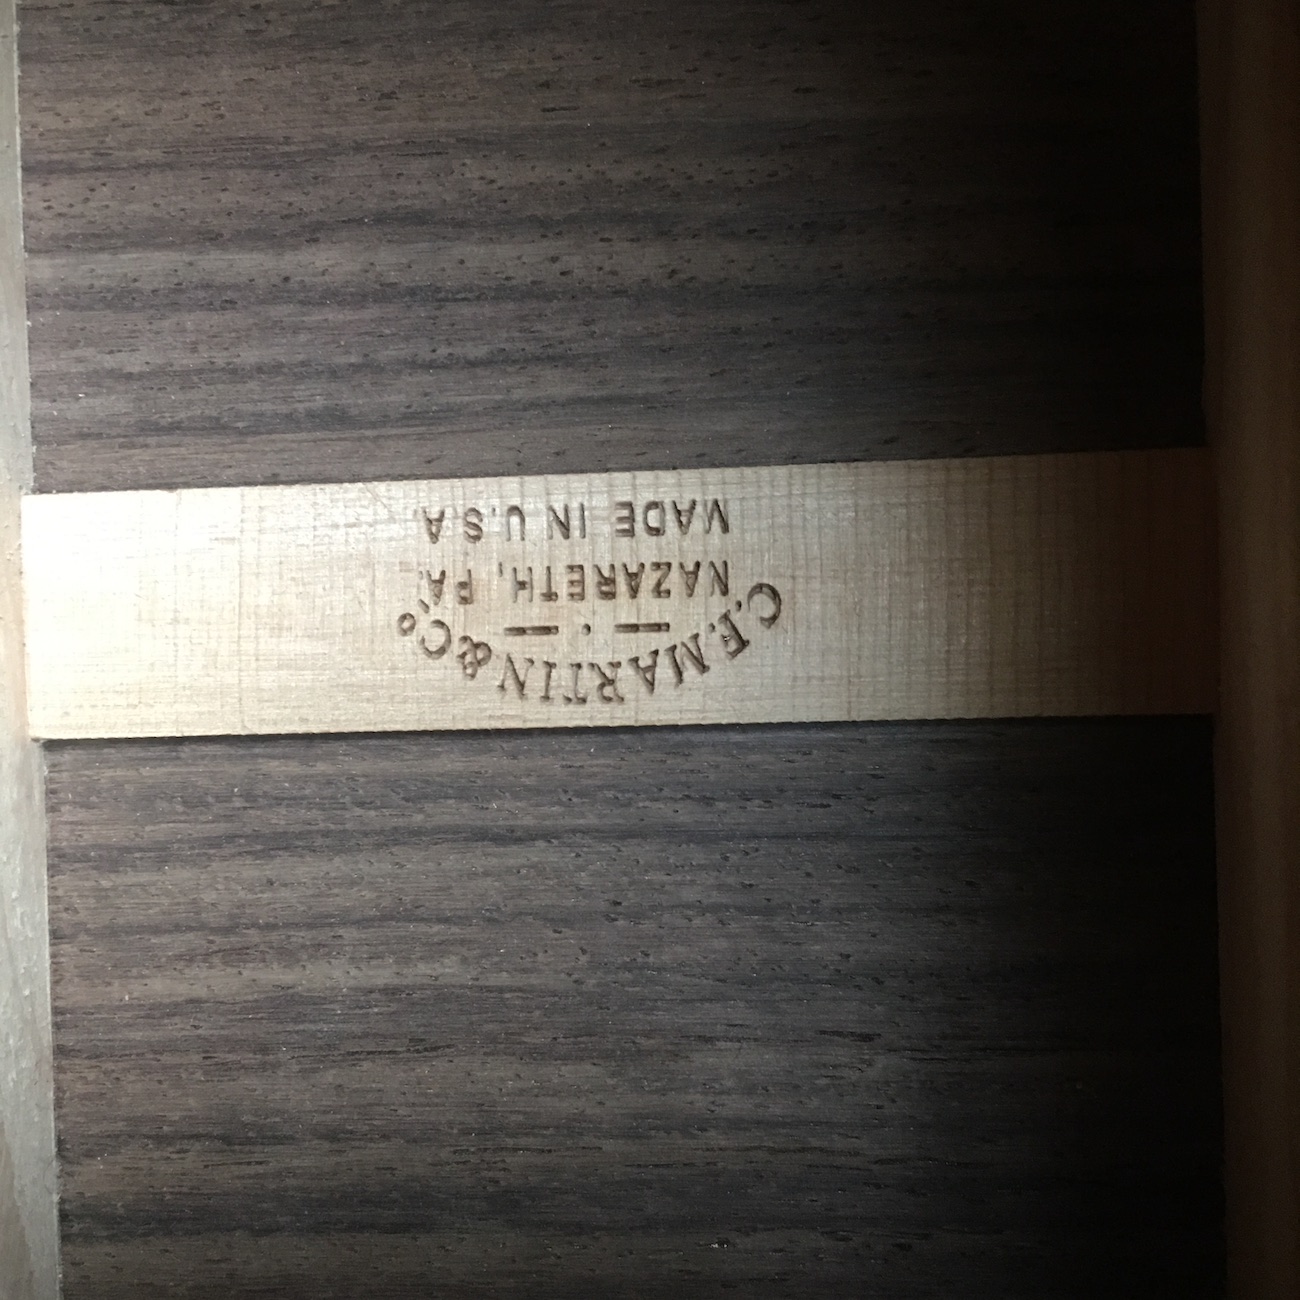 C.F. MARTIN & Co
NAZARETH, PA.
MADE IN U.S.A.